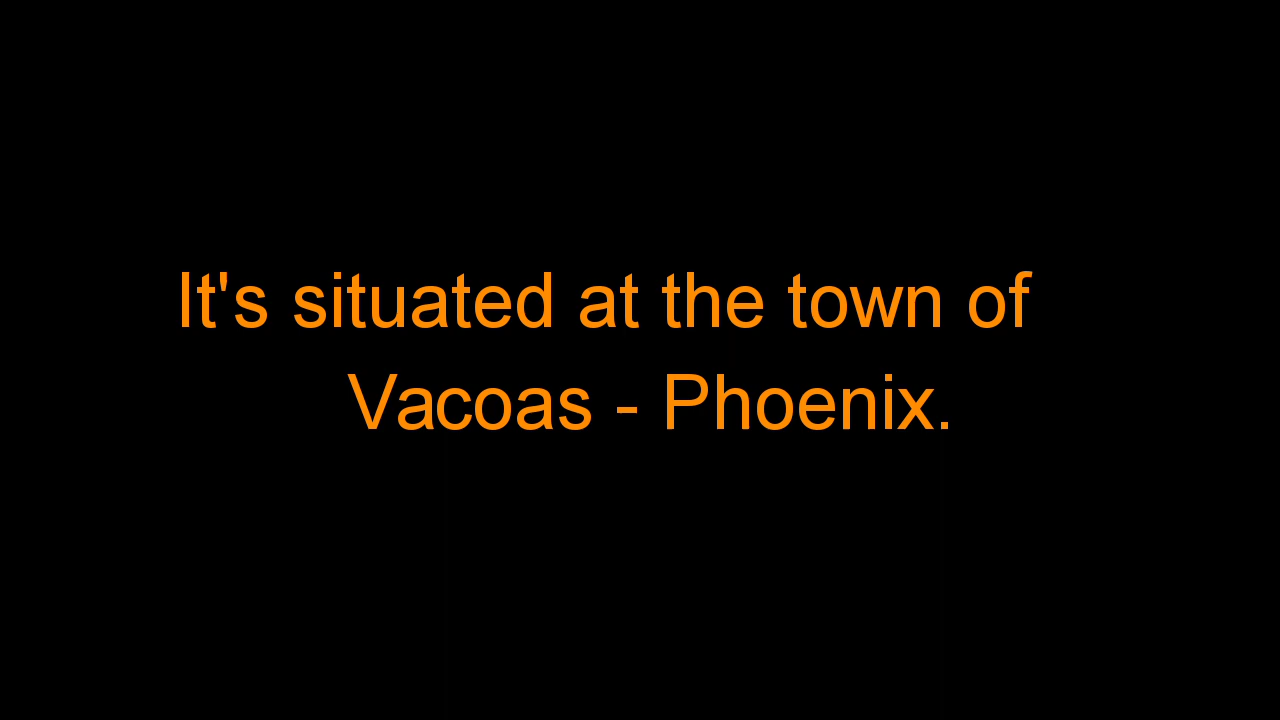 It's situated at the town of
Vacoas - Phoenix.